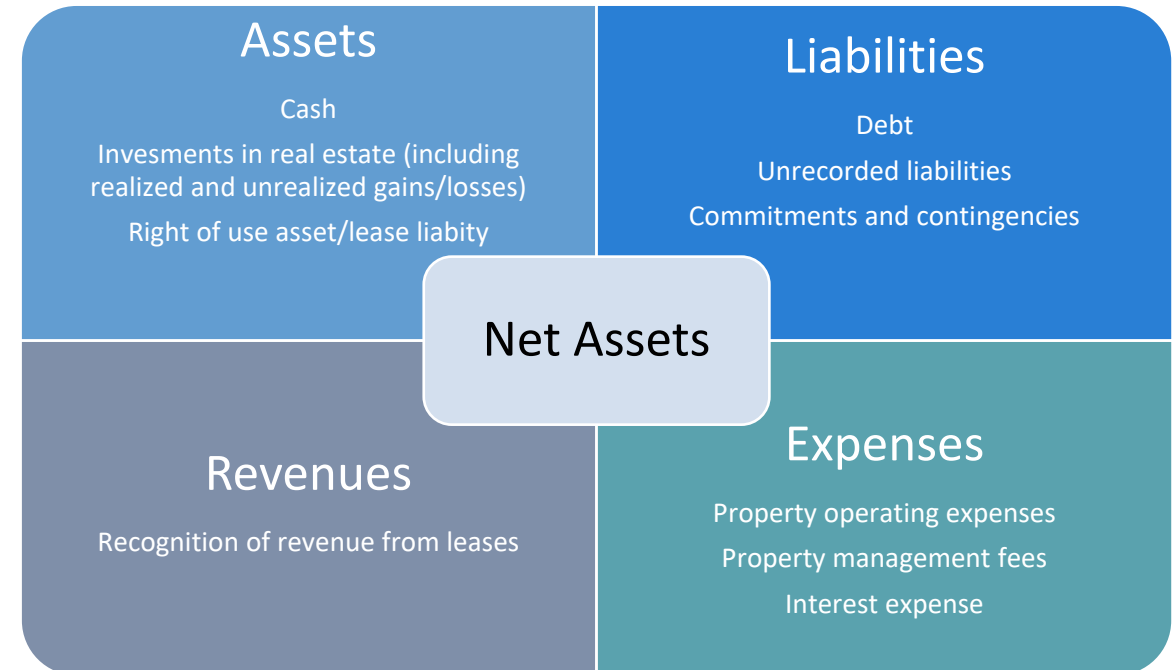 Assets
Cash
Invesments in real estate (including
realized and unrealized gains/losses)
Right of use asset/lease liabity
Liabilities
Debt
Unrecorded liabilities
Commitments and contingencies
Net Assets
Revenues
Recognition of revenue from leases
Expenses
Property operating expenses
Property management fees
Interest expense